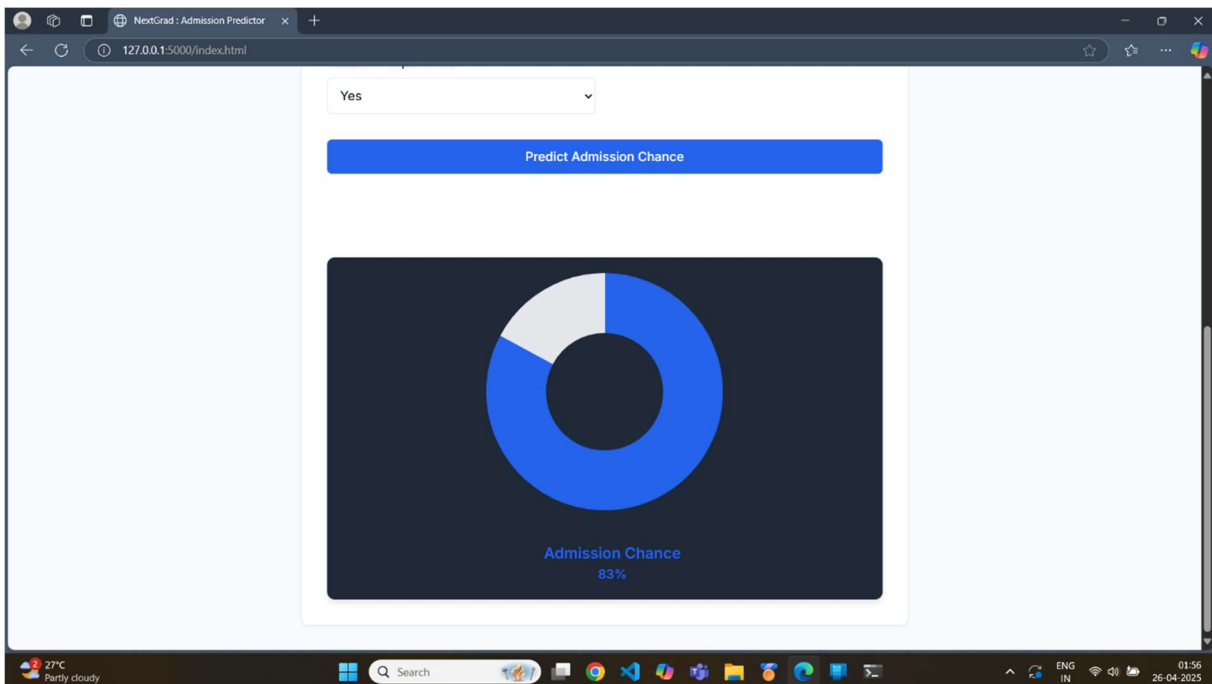 NextGrad : Admission Predictor
127.0.0.1:5000/index.html
Yes
Predict Admission Chance
Admission Chance
83%
2
27°C
Partly cloudy
Search
ENG
IN
01:56
26-04-2025